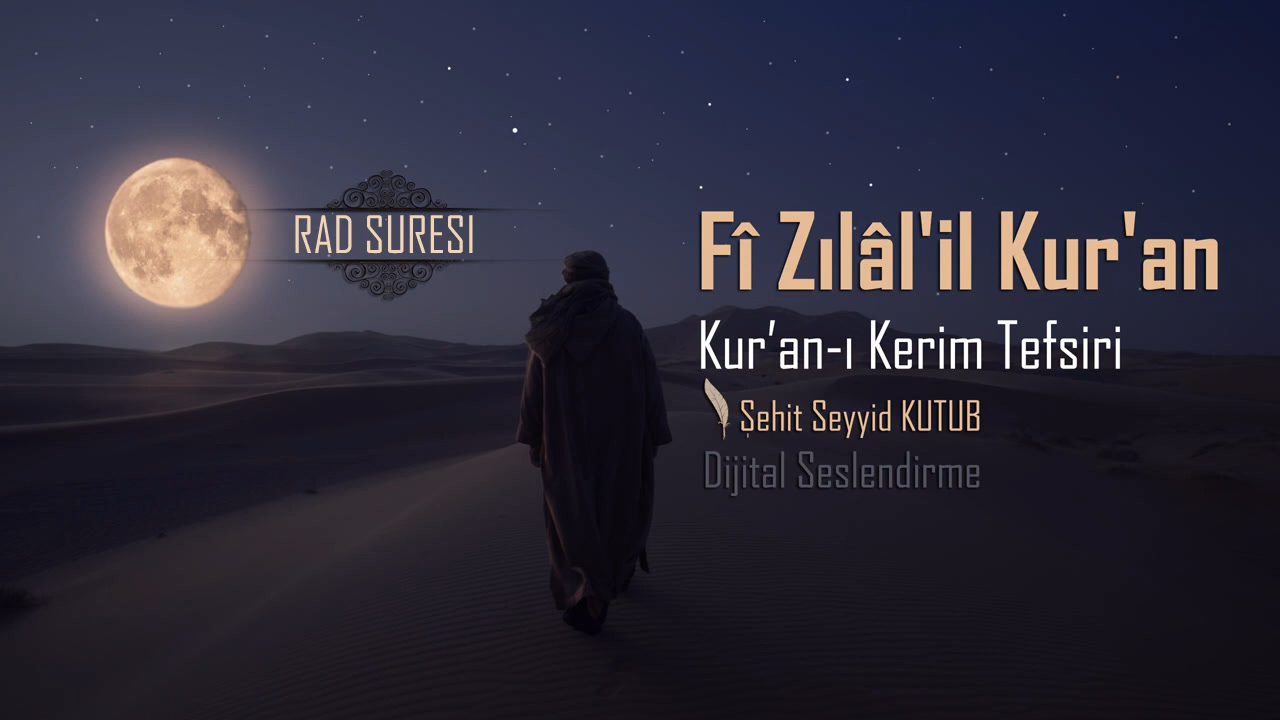 RAD SURESI
Fî Zılâl'il Kur'an
Kur'an-ı Kerim Tefsiri
Şehit Seyyid KUTUB
Dijital Seslendirme